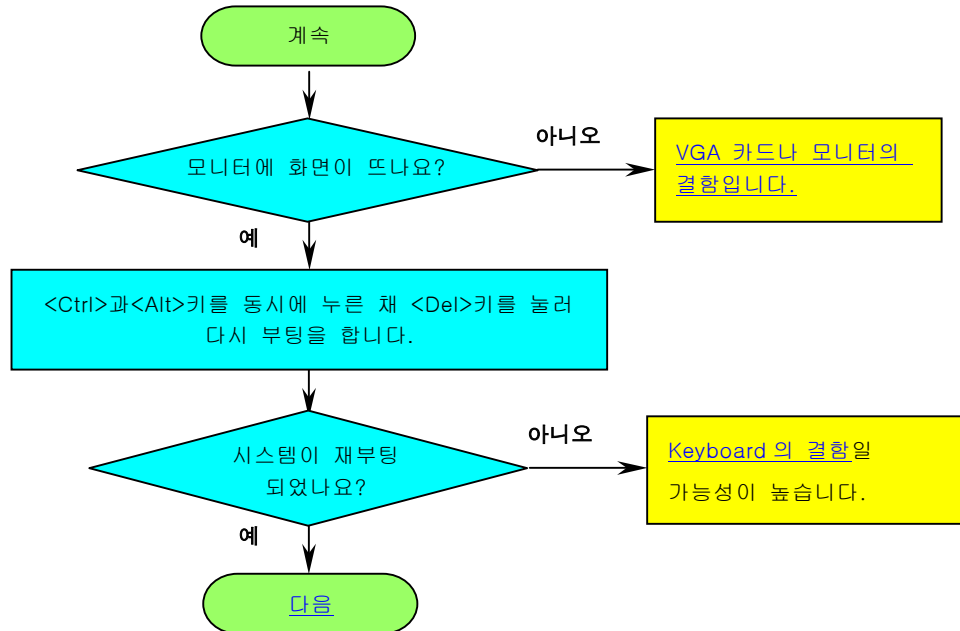 계속
모니터에 화면이 뜨나요?
아니오
VGA 카드나 모니터의
결함입니다.
예
<Ctrl>과<Alt>키를 동시에 누른 채 <Del>키를 눌러
다시 부팅을 합니다.
시스템이 재부팅
되었나요?
아니오
Keyboard 의 결함일
가능성이 높습니다.
예
다음